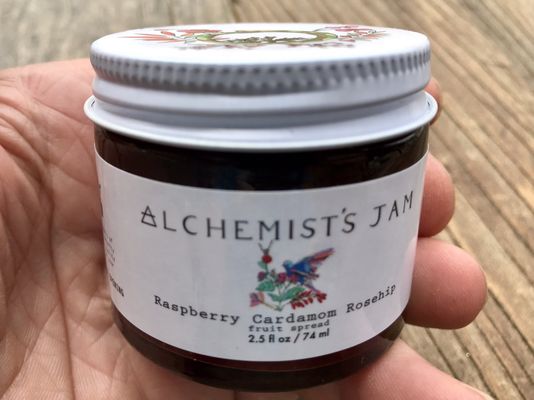 ALCHEMIST'S JAM
Raspberry Cardamom Rosehip
fruit spread
2.5 fl oz / 74 ml